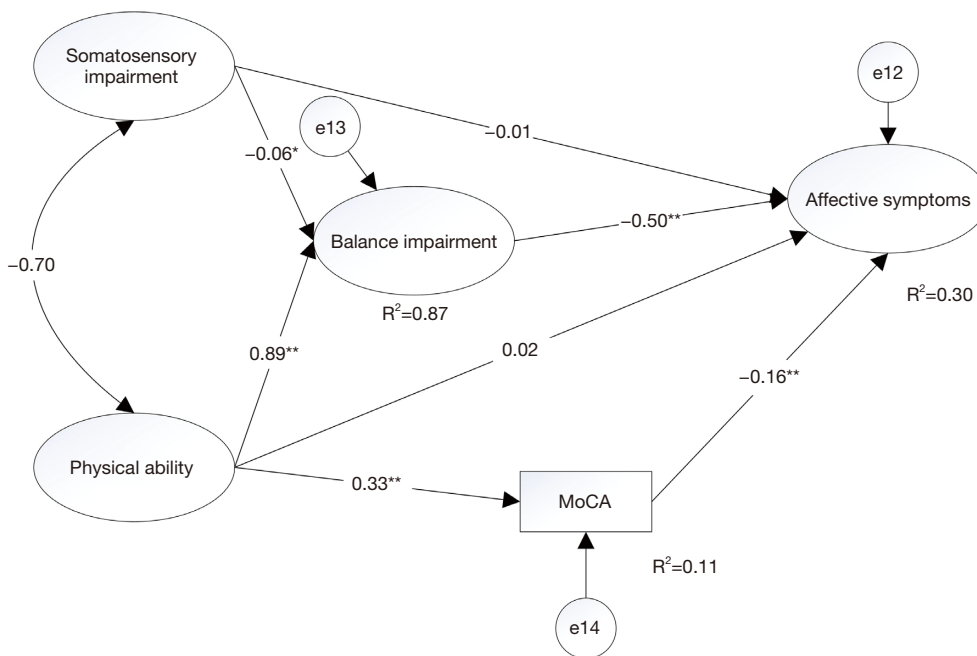 Somatosensory
impairment
e12
e13
−0.01
−0.06*
Affective symptoms
−0.50**
Balance impairment
−0.70
R²=0.30
R²=0.87
0.02
0.89**
−0.16**
Physical ability
0.33**
MoCA
R²=0.11
e14